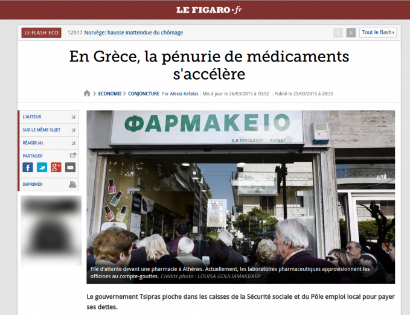 LE FIGARO·fr
LE FLASH ECO 12h17 Norvège: hausse inattendue du chômage Tout le flash
En Grèce, la pénurie de médicaments
s'accélère
ECONOMIE CONJONCTURE Par Alexia Kefalas Mis à jour le 26/03/2015 à 10:52 Publié le 25/03/2015 à
L'AUTEUR
SUR LE MÊME SUJET
RÉAGIR (4)
PARTAGER
IMPRIMER
ΦΑΡΜΑΚΕΙΟ
File d'attente devant une pharmacie à Athènes. Actuellement, les laboratoires pharmaceutiques approvisionnent les
officines au compte-gouttes. Crédits photo : LOUISA GOULIAMAKI/AFP
Le gouvernement Tsipras pioche dans les caisses de la Sécurité sociale et du Pôle emploi local pour payer
ses dettes.